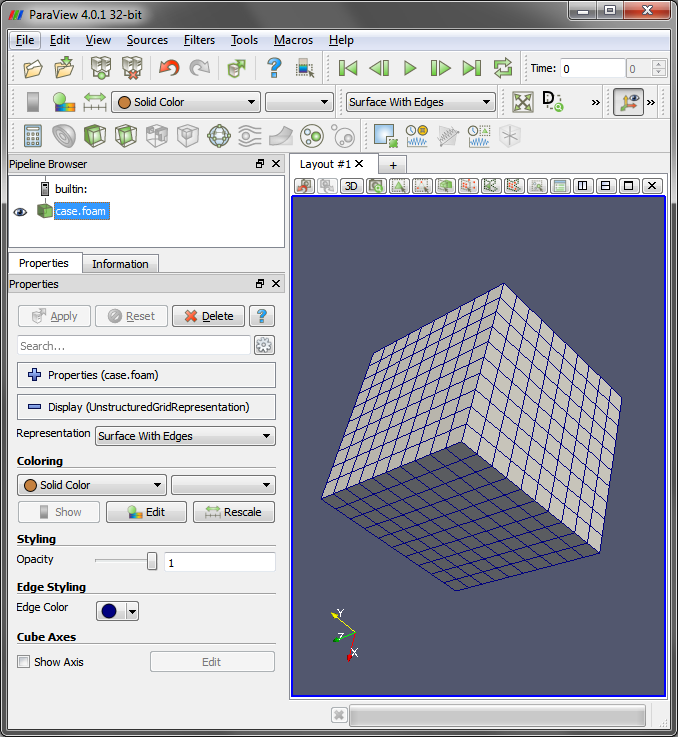 ParaView 4.0.1 32-bit
File Edit View Sources Filters Tools Macros Help
Time: 0 0
Solid Color Surface With Edges D »  »
Pipeline Browser
Layout #1 +
builtin:
3D
case.foam
Properties Information
Properties
Apply Reset Delete ?
Search...
Properties (case.foam)
Display (UnstructuredGridRepresentation)
Representation Surface With Edges
Coloring
Solid Color
Show Edit Rescale
Styling
Opacity 1
Edge Styling
Edge Color
Y
Z
X
Cube Axes
Show Axis Edit